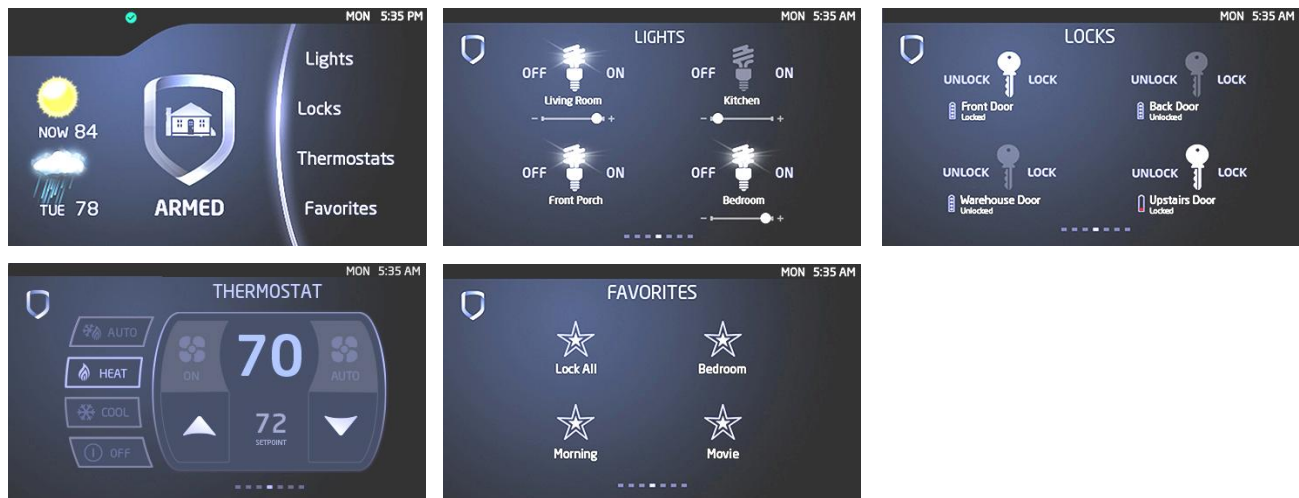 MON 5:35 PM
Lights
Locks
Thermostats
Favorites
NOW 84
TUE 78
ARMED
MON 5:35 AM
LIGHTS
OFF ON
Living Room
- +
OFF ON
Kitchen
- +
OFF ON
Front Porch
OFF ON
Bedroom
- +
MON 5:35 AM
LOCKS
UNLOCK LOCK
Front Door
Locked
UNLOCK LOCK
Back Door
Unlocked
UNLOCK LOCK
Warehouse Door
Unlocked
UNLOCK LOCK
Upstairs Door
Locked
MON 5:35 AM
THERMOSTAT
AUTO
HEAT
COOL
OFF
ON
70
AUTO
72
SETPOINT
MON 5:35 AM
FAVORITES
Lock All
Bedroom
Morning
Movie